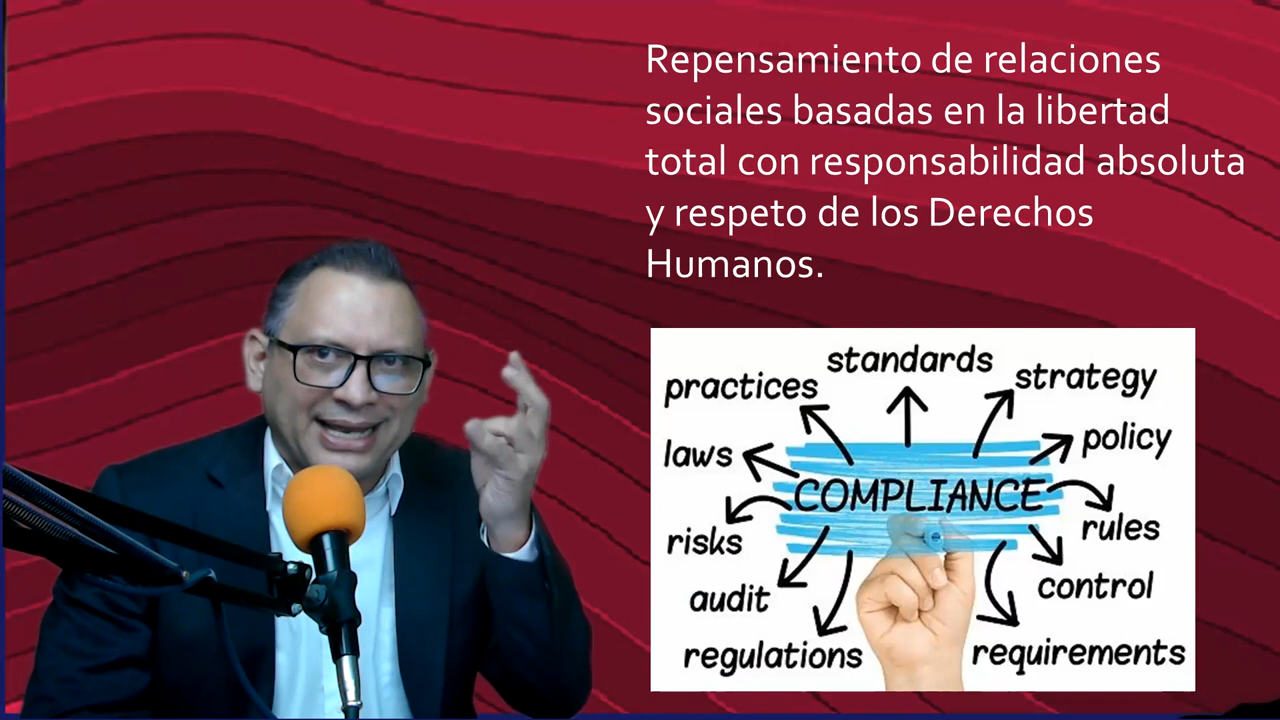 Repensamiento de relaciones
sociales basadas en la libertad
total con responsabilidad absoluta
y respeto de los Derechos
Humanos.
standards
practices
strategy
laws
policy
COMPLIANCE
risks
rules
audit
control
regulations
requirements